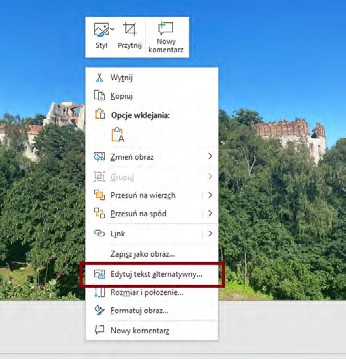 Styl
Przytnij
Nowy
komentarz
Wytnij
Kopiuj
Opcje wklejania:
Zmień obraz
Grupuj
Przesuń na wierzch
Przesuń na spód
Link
Zapisz jako obraz...
Edytuj tekst alternatywny...
Rozmiar i położenie...
Formatuj obraz...
Nowy komentarz